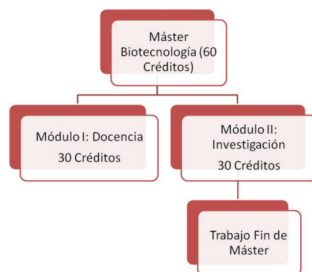 Máster
Biotecnología (60
Créditos)
Módulo I: Docencia
30 Créditos
Módulo II:
Investigación
30 Créditos
Trabajo Fin de
Máster